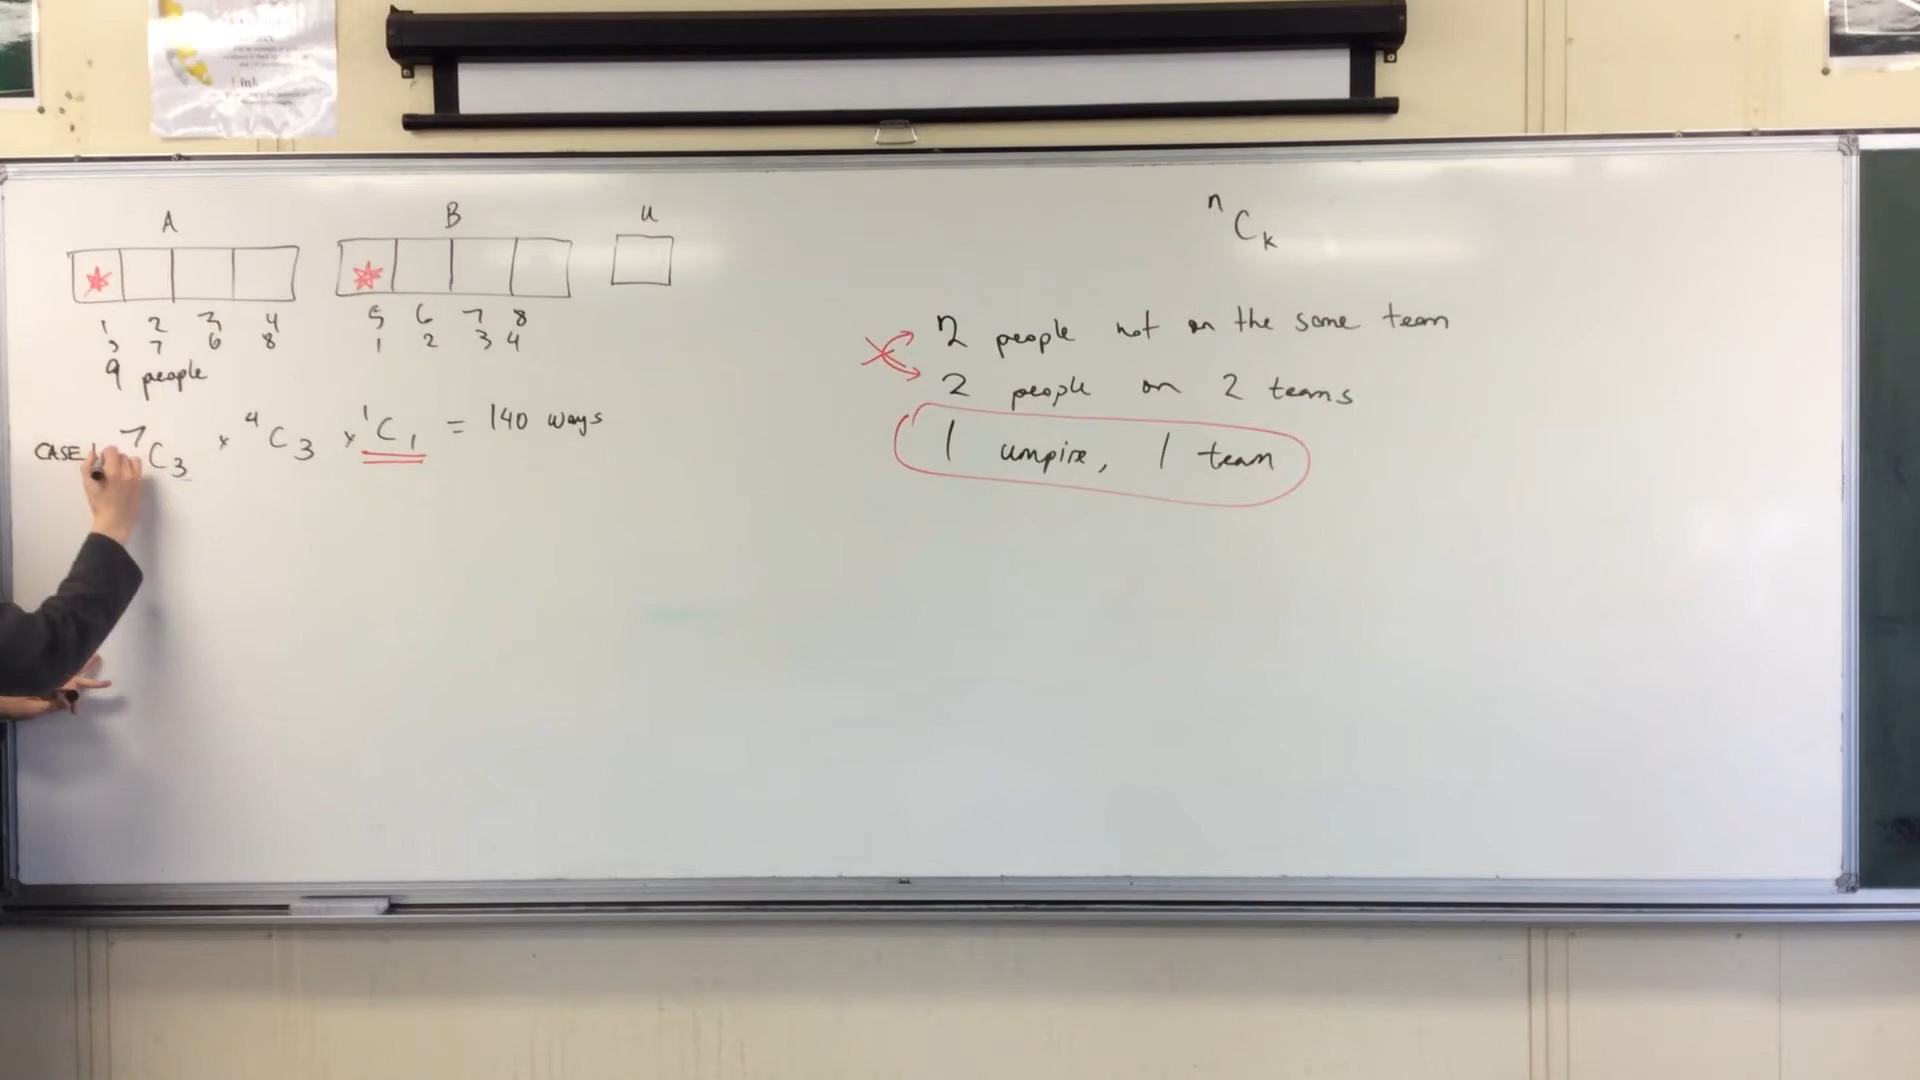 A B u
1 2 3 4 5 6 7 8
5 7 6 8 1 2 3 4
9 people
CASE 1 ⁷C₃ × ⁴C₃ × ¹C₁ = 140 ways
ⁿCₖ
2 people not on the same team
2 people on 2 teams
1 umpire, 1 team